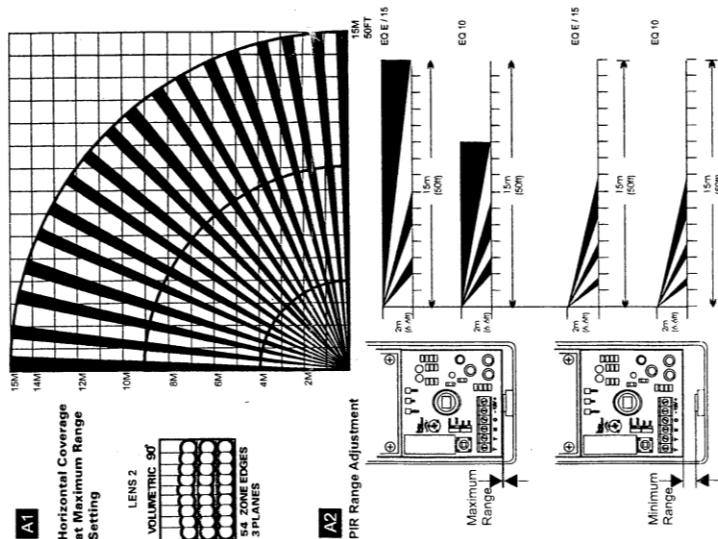 A1
Horizontal Coverage
at Maximum Range
Setting
LENS 2
VOLUMETRIC 90°
54 ZONE EDGES
3 PLANES
15M
14M
12M
10M
8M
6M
4M
2M
15M
50FT
A2
PIR Range Adjustment
Maximum
Range
2m
15m
(50ft)
EQ E / 15
15m
(50ft)
EQ 10
Minimum
Range
2m
15m
(50ft)
EQ E / 15
15m
(50ft)
EQ 10